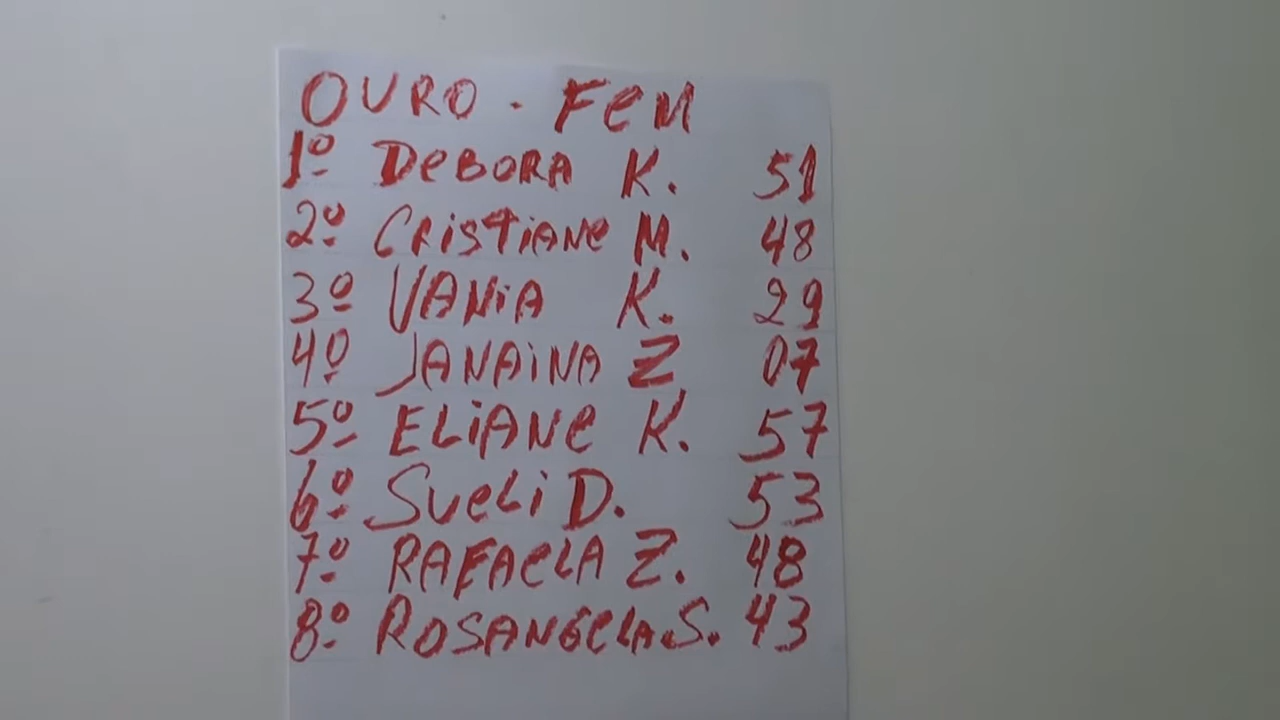 OURO - FeM
1º DeBORA K. 51
2º CRiSTiANe M. 48
3º VANiA K. 29
4º JANAiNA Z 07
5º ELiANe K. 57
6º SueLi D. 53
7º RAFAeLA Z. 48
8º ROSANGeLA.S. 43